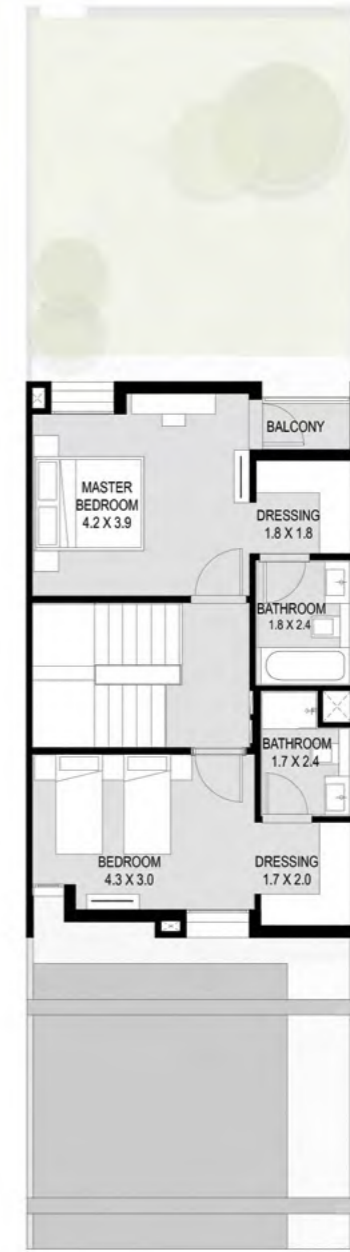 BALCONY
MASTER
BEDROOM
4.2 X 3.9
DRESSING
1.8 X 1.8
BATHROOM
1.8 X 2.4
BATHROOM
1.7 X 2.4
BEDROOM
4.3 X 3.0
DRESSING
1.7 X 2.0